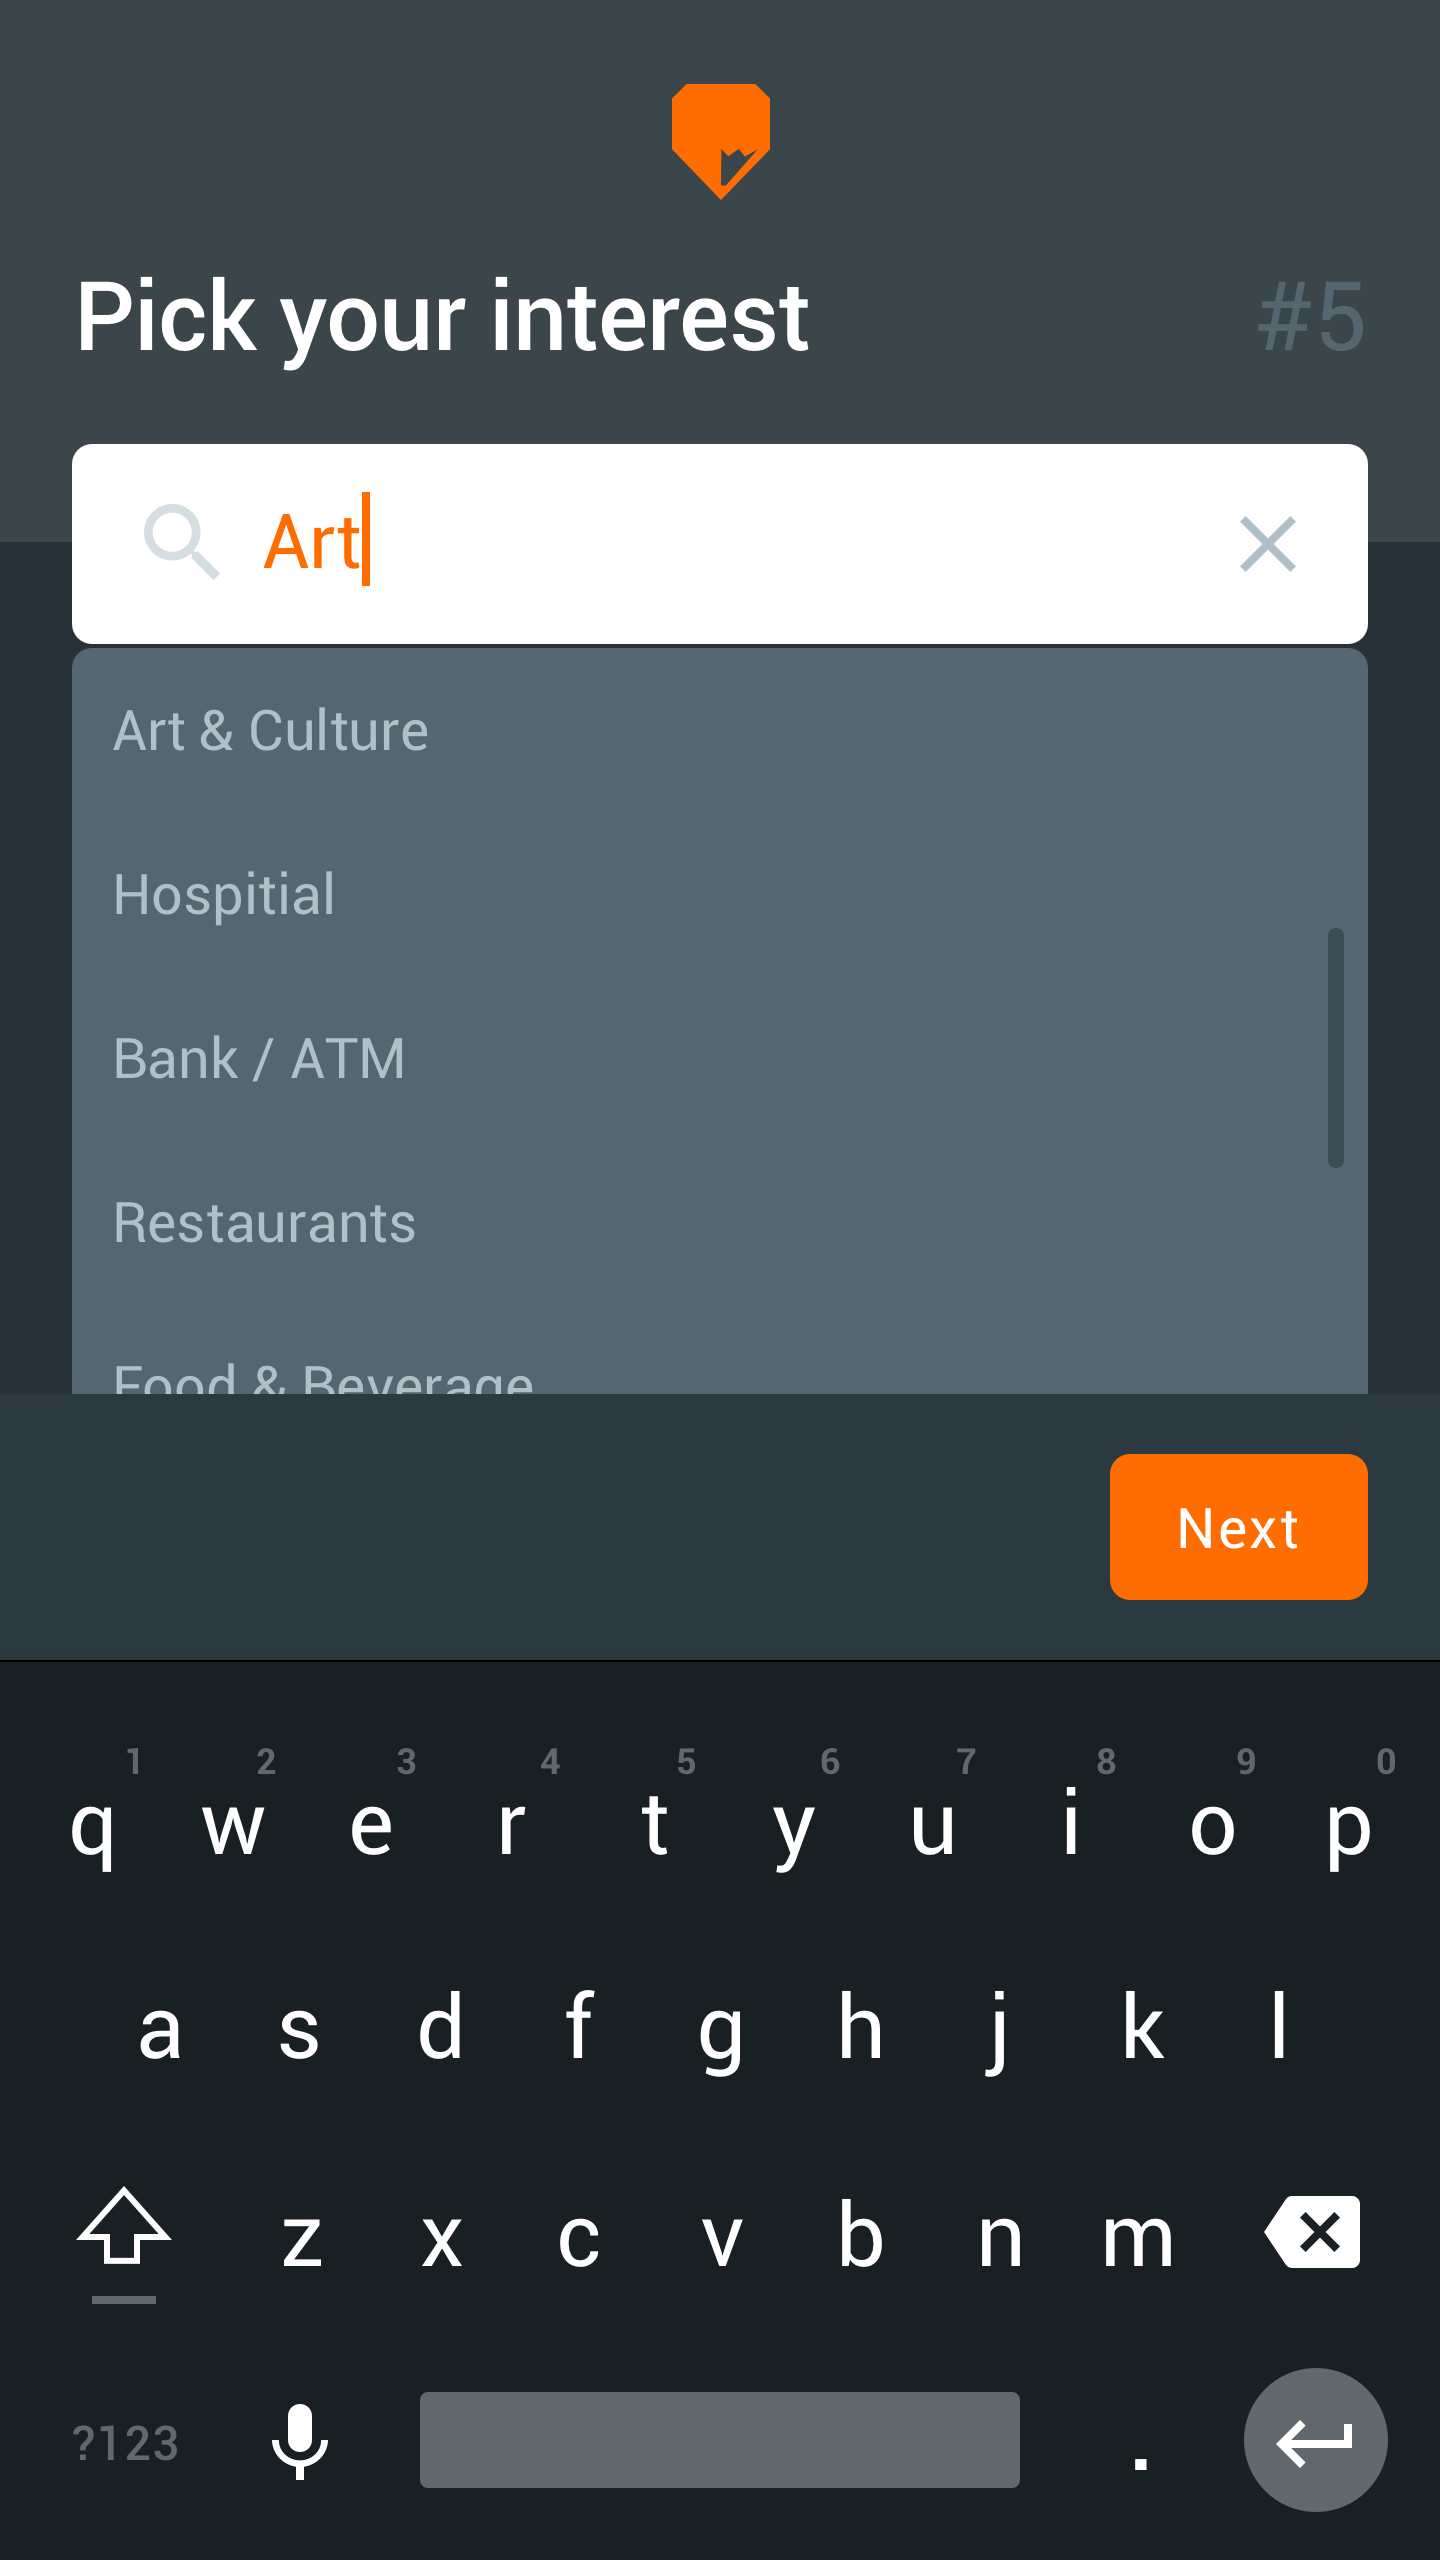 Pick your interest #5
Art
Art & Culture
Hospitial
Bank / ATM
Restaurants
Food & Beverage
Next
1 2 3 4 5 6 7 8 9 0
q w e r t y u i o p
a s d f g h j k l
z x c v b n m
?123 .